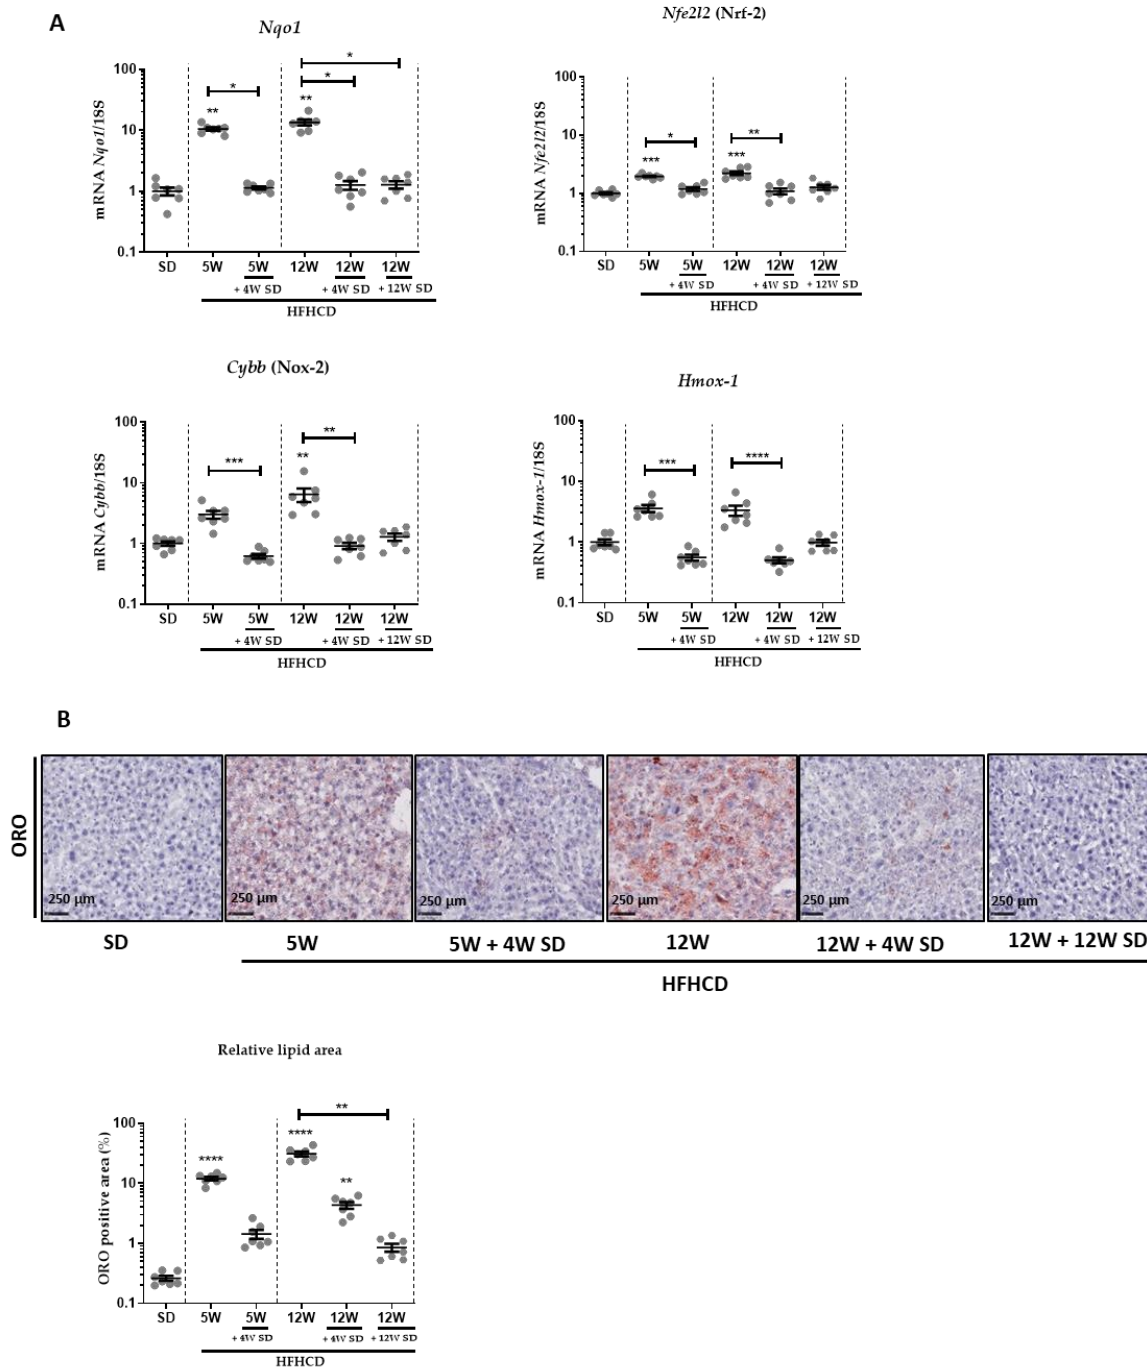 A
Nqo1
Nfe2l2 (Nrf-2)
mRNA Nqo1/18S
100
10
1
0.1
**
*
**
*
*
SD
5W
5W
12W
12W
12W
+ 4W SD
+ 4W SD
+ 12W SD
HFHCD
mRNA Nfe2l2/18S
100
10
1
0.1
***
*
***
**
SD
5W
5W
12W
12W
12W
+ 4W SD
+ 4W SD
+ 12W SD
HFHCD
Cybb (Nox-2)
Hmox-1
mRNA Cybb/18S
100
10
1
0.1
***
**
**
SD
5W
5W
12W
12W
12W
+ 4W SD
+ 4W SD
+ 12W SD
HFHCD
mRNA Hmox-1/18S
100
10
1
0.1
***
****
SD
5W
5W
12W
12W
12W
+ 4W SD
+ 4W SD
+ 12W SD
HFHCD
B
ORO
250 µm
250 µm
250 µm
250 µm
250 µm
250 µm
SD
5W
5W + 4W SD
12W
12W + 4W SD
12W + 12W SD
HFHCD
Relative lipid area
ORO positive area (%)
100
10
1
0.1
****
****
**
**
SD
5W
5W
12W
12W
12W
+ 4W SD
+ 4W SD
+ 12W SD
HFHCD